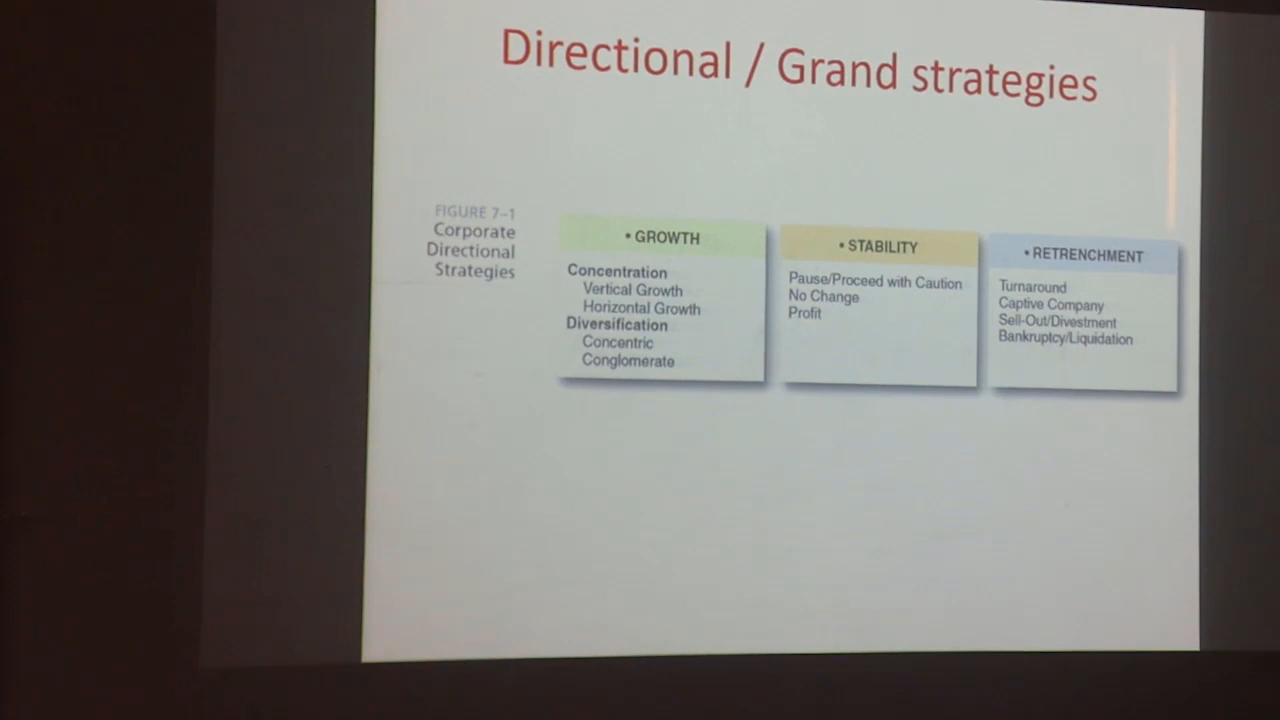 Directional / Grand strategies
FIGURE 7–1
Corporate
Directional
Strategies
• GROWTH
Concentration
Vertical Growth
Horizontal Growth
Diversification
Concentric
Conglomerate
• STABILITY
Pause/Proceed with Caution
No Change
Profit
• RETRENCHMENT
Turnaround
Captive Company
Sell-Out/Divestment
Bankruptcy/Liquidation